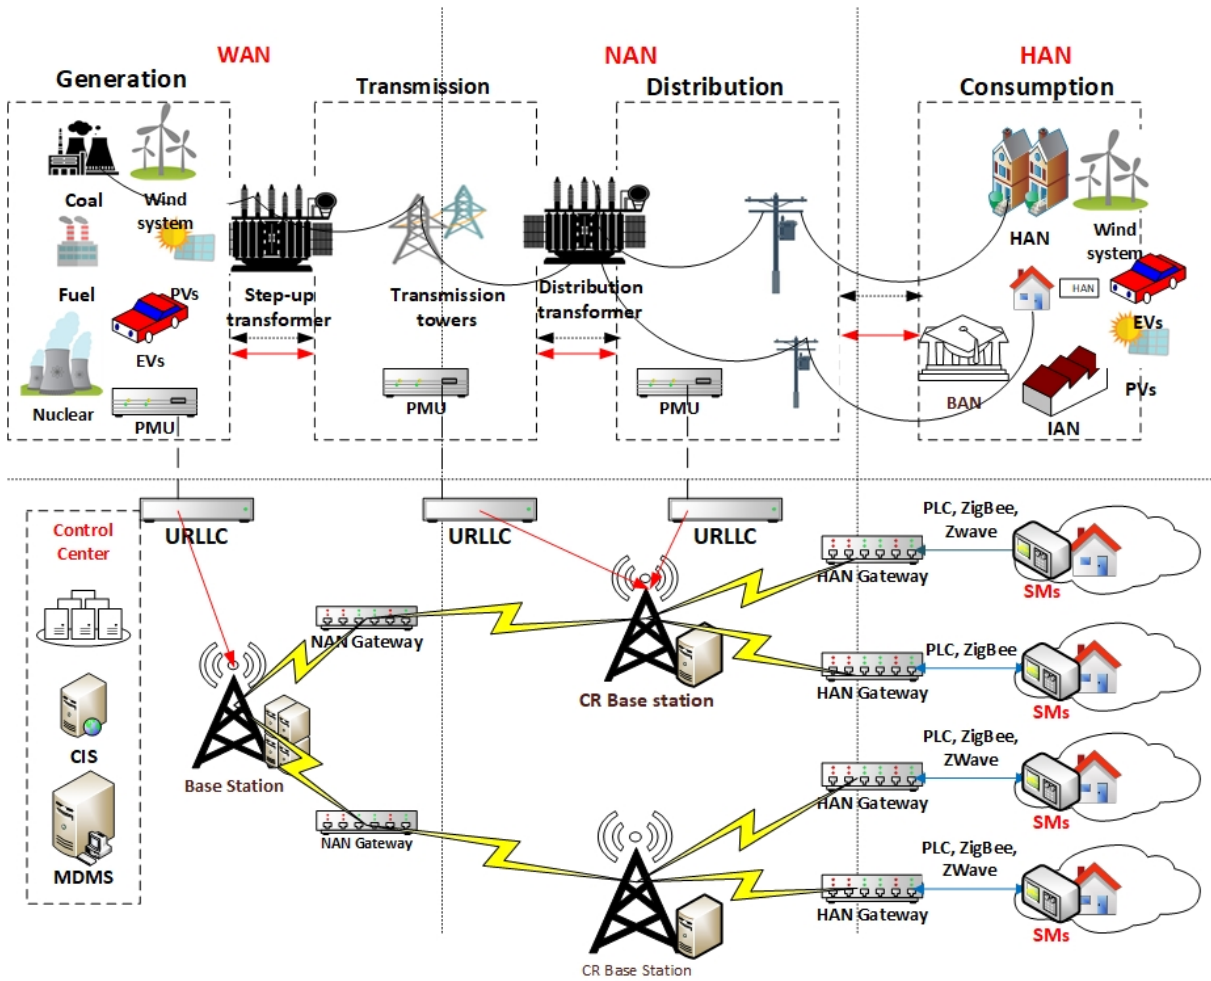 WAN
NAN
HAN
Generation
Transmission
Distribution
Consumption
Coal
Wind
system
Fuel
PVs
EVs
Nuclear
PMU
Step-up
transformer
Transmission
towers
PMU
Distribution
transformer
PMU
HAN
Wind
system
HAN
EVs
BAN
IAN
PVs
URLLC
URLLC
URLLC
Control
Center
CIS
MDMS
Base Station
NAN Gateway
NAN Gateway
CR Base station
CR Base Station
PLC, ZigBee,
Zwave
HAN Gateway
SMs
PLC, ZigBee
HAN Gateway
SMs
PLC, ZigBee,
ZWave
HAN Gateway
SMs
PLC, ZigBee,
ZWave
HAN Gateway
SMs